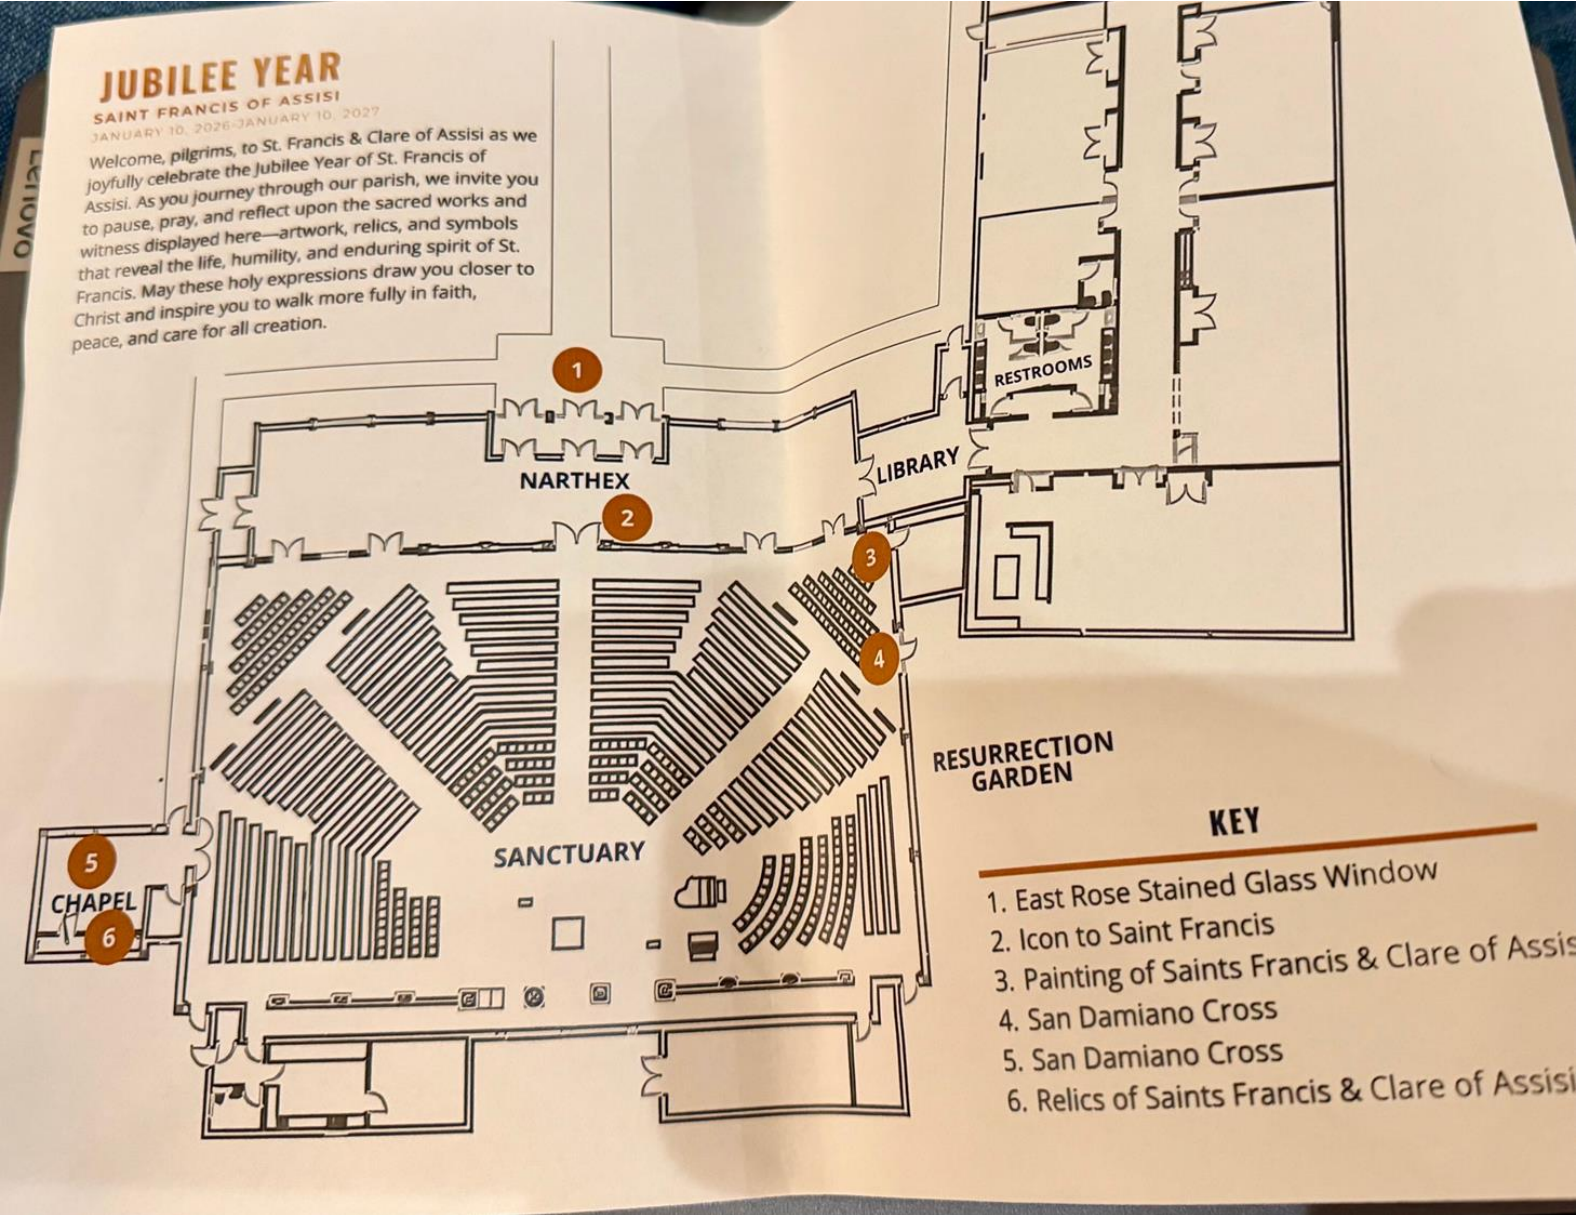 JUBILEE YEAR
SAINT FRANCIS OF ASSISI
JANUARY 10, 2026-JANUARY 10, 2027
Welcome, pilgrims, to St. Francis & Clare of Assisi as we
joyfully celebrate the Jubilee Year of St. Francis of
Assisi. As you journey through our parish, we invite you
to pause, pray, and reflect upon the sacred works and
witness displayed here—artwork, relics, and symbols
that reveal the life, humility, and enduring spirit of St.
Francis. May these holy expressions draw you closer to
Christ and inspire you to walk more fully in faith,
peace, and care for all creation.
Lenovo
1
RESTROOMS
NARTHEX
LIBRARY
2
3
4
RESURRECTION
GARDEN
SANCTUARY
5
CHAPEL
6
KEY
1. East Rose Stained Glass Window
2. Icon to Saint Francis
3. Painting of Saints Francis & Clare of Assis
4. San Damiano Cross
5. San Damiano Cross
6. Relics of Saints Francis & Clare of Assisi